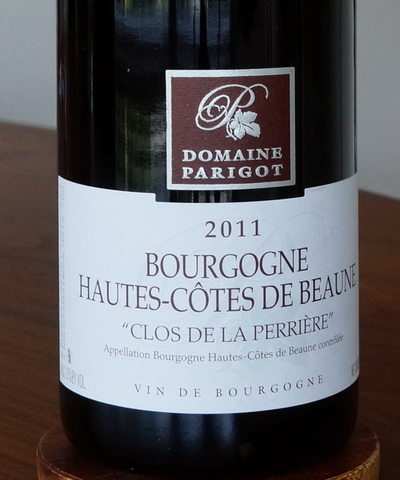 P
DOMAINE
PARIGOT
2011
BOURGOGNE
HAUTES-CÔTES DE BEAUNE
"CLOS DE LA PERRIÈRE"
Appellation Bourgogne Hautes-Côtes de Beaune contrôlée
VIN DE BOURGOGNE